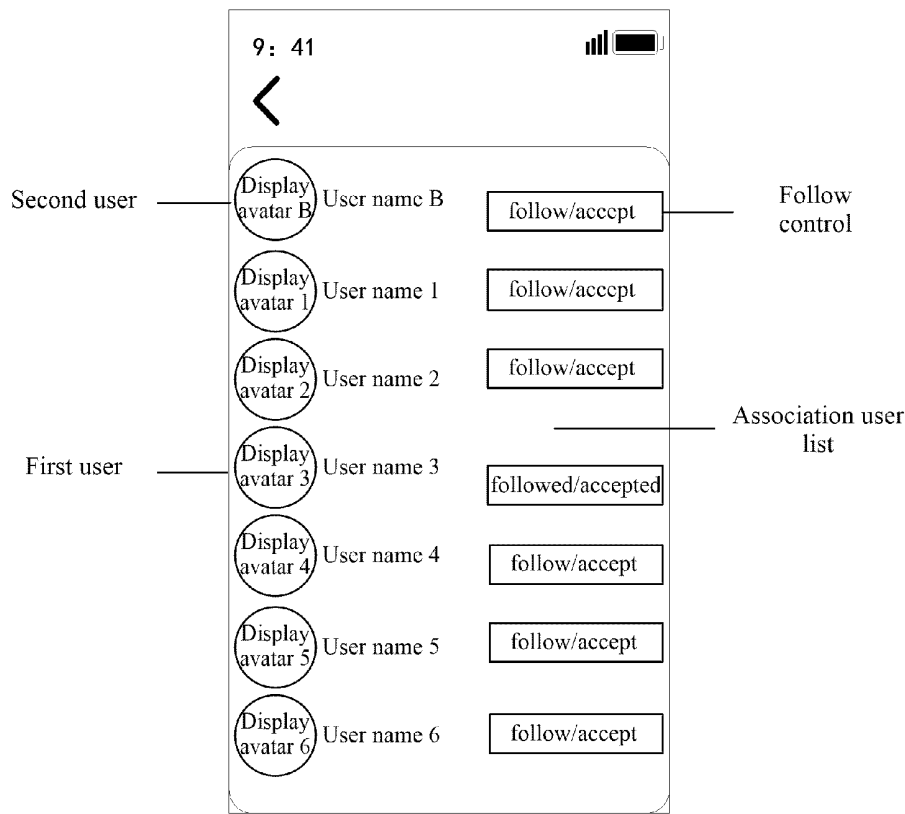 9: 41
Second user
Display
avatar B
User name B
follow/accept
Follow
control
Display
avatar 1
User name 1
follow/accept
Display
avatar 2
User name 2
follow/accept
Association user
list
First user
Display
avatar 3
User name 3
followed/accepted
Display
avatar 4
User name 4
follow/accept
Display
avatar 5
User name 5
follow/accept
Display
avatar 6
User name 6
follow/accept